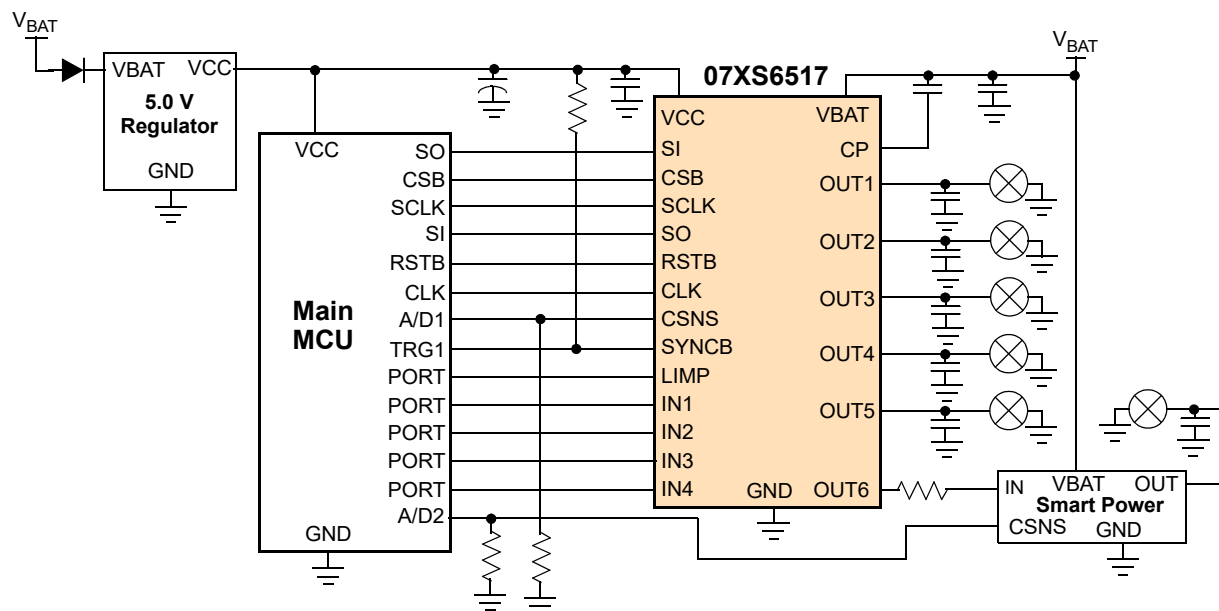 VBAT
VBAT
VBAT VCC
5.0 V
Regulator
GND
07XS6517
Main
MCU
VCC
SO
CSB
SCLK
SI
RSTB
CLK
A/D1
TRG1
PORT
PORT
PORT
PORT
PORT
A/D2
GND
VCC
SI
CSB
SCLK
SO
RSTB
CLK
CSNS
SYNCB
LIMP
IN1
IN2
IN3
IN4
GND
VBAT
CP
OUT1
OUT2
OUT3
OUT4
OUT5
OUT6
IN VBAT OUT
Smart Power
CSNS GND